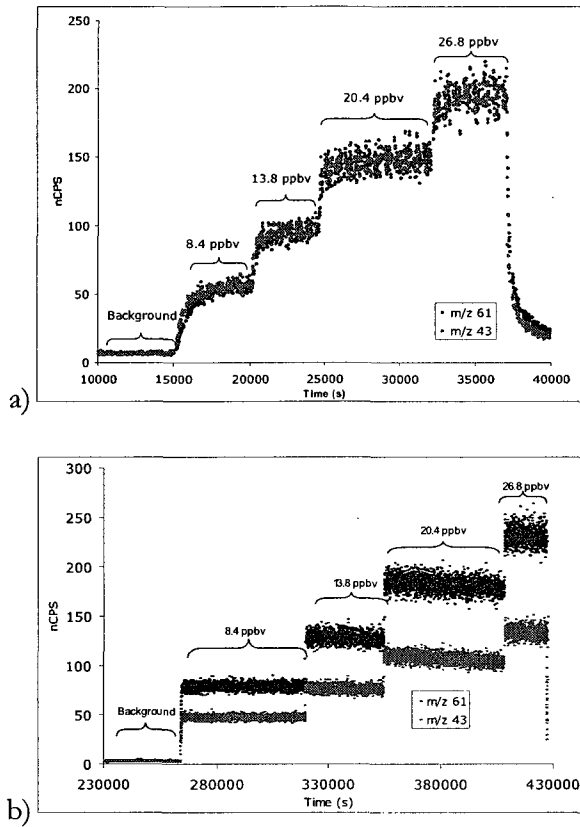 250
26.8 ppbv
200
20.4 ppbv
150
13.8 ppbv
nCPS
100
8.4 ppbv
50
Background
m/z 61
m/z 43
0
10000 15000 20000 25000 30000 35000 40000
Time (s)
a)
300
26.8 ppbv
250
20.4 ppbv
200
13.8 ppbv
nCPS
150
8.4 ppbv
100
Background
50
m/z 61
m/z 43
0
230000 280000 330000 380000 430000
Time (s)
b)